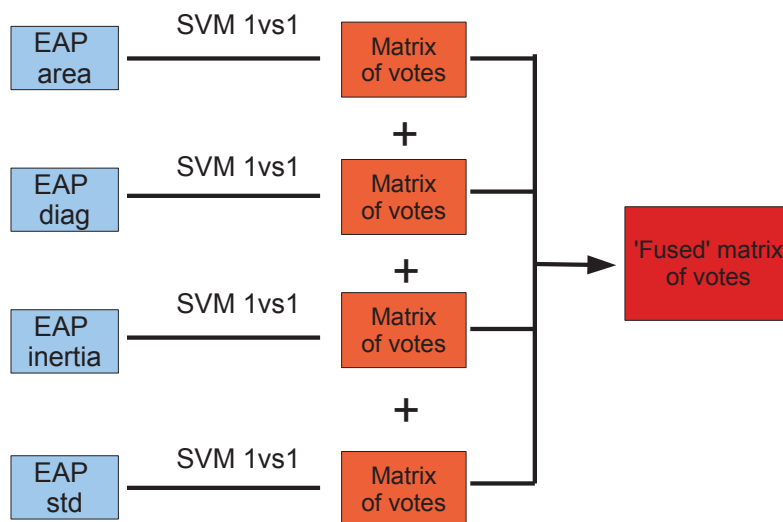 SVM 1vs1
EAP
area
Matrix
of votes
+
SVM 1vs1
EAP
diag
Matrix
of votes
'Fused' matrix
of votes
+
SVM 1vs1
EAP
inertia
Matrix
of votes
+
SVM 1vs1
EAP
std
Matrix
of votes